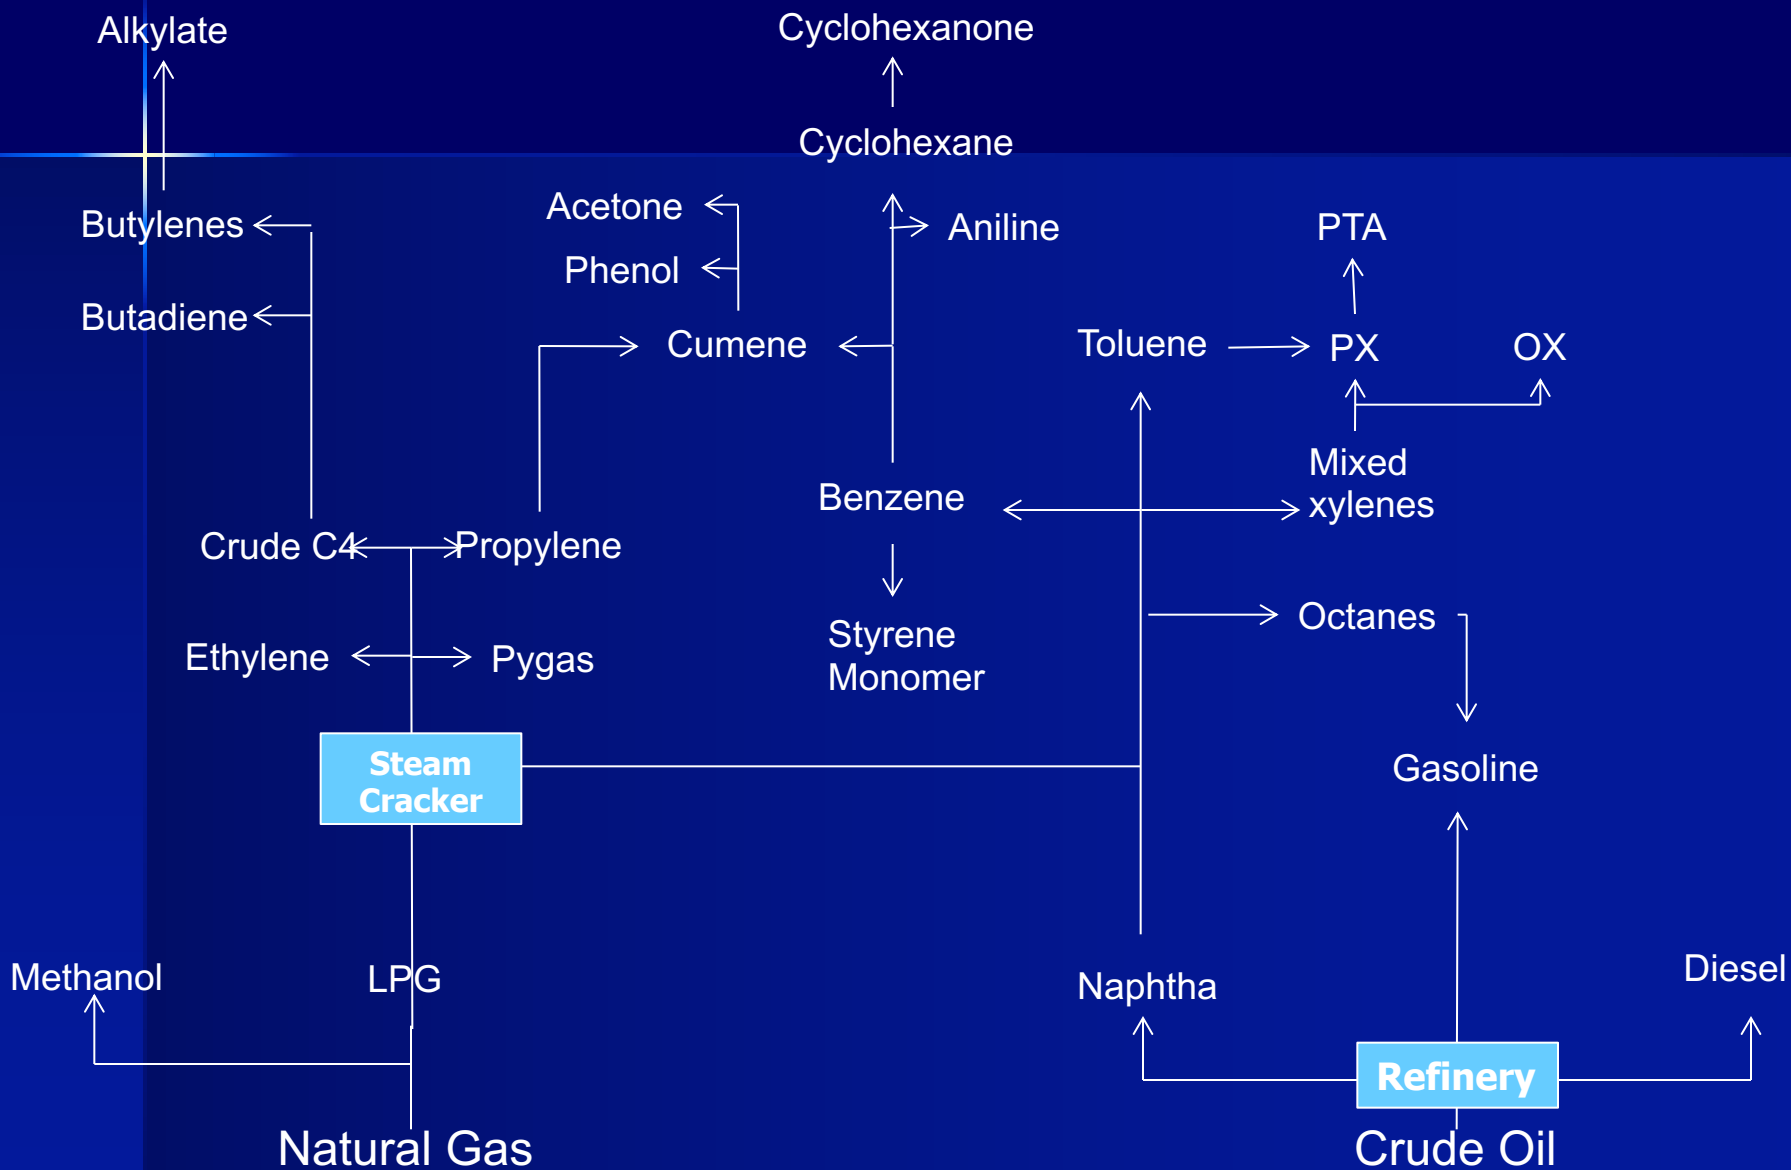 Alkylate
Cyclohexanone
Cyclohexane
Acetone
Butylenes
Aniline
PTA
Phenol
Butadiene
Cumene
Toluene
PX
OX
Mixed
xylenes
Benzene
Crude C4
Propylene
Octanes
Styrene
Monomer
Ethylene
Pygas
Steam
Cracker
Gasoline
Methanol
LPG
Naphtha
Diesel
Refinery
Natural Gas
Crude Oil